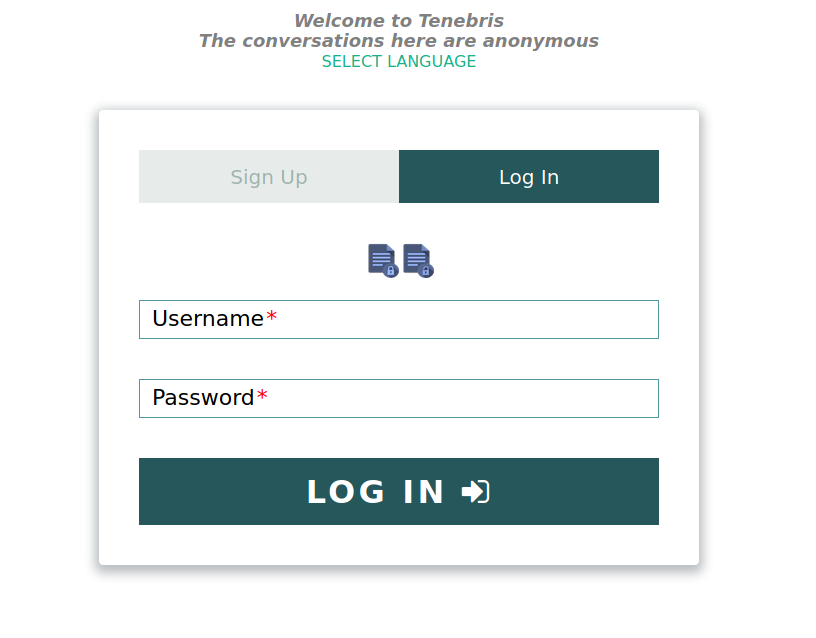 Welcome to Tenebris
The conversations here are anonymous
SELECT LANGUAGE
Sign Up
Log In
Username*
Password*
LOG IN